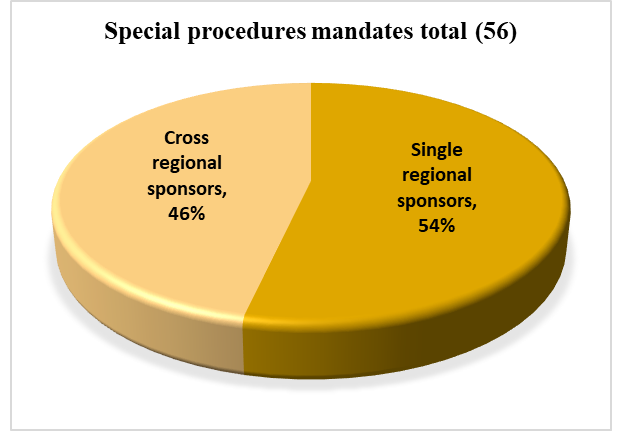 Special procedures mandates total (56)
Cross
regional
sponsors,
46%
Single
regional
sponsors,
54%